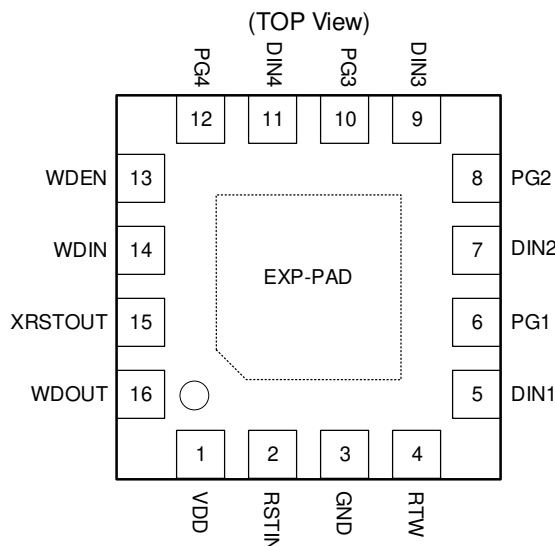 (TOP View)
PG4 DIN4 PG3 DIN3
12 11 10 9
WDEN 13 8 PG2
WDIN 14 7 DIN2
EXP-PAD
XRSTOUT 15 6 PG1
WDOUT 16 5 DIN1
1 2 3 4
VDD RSTIN GND RTW